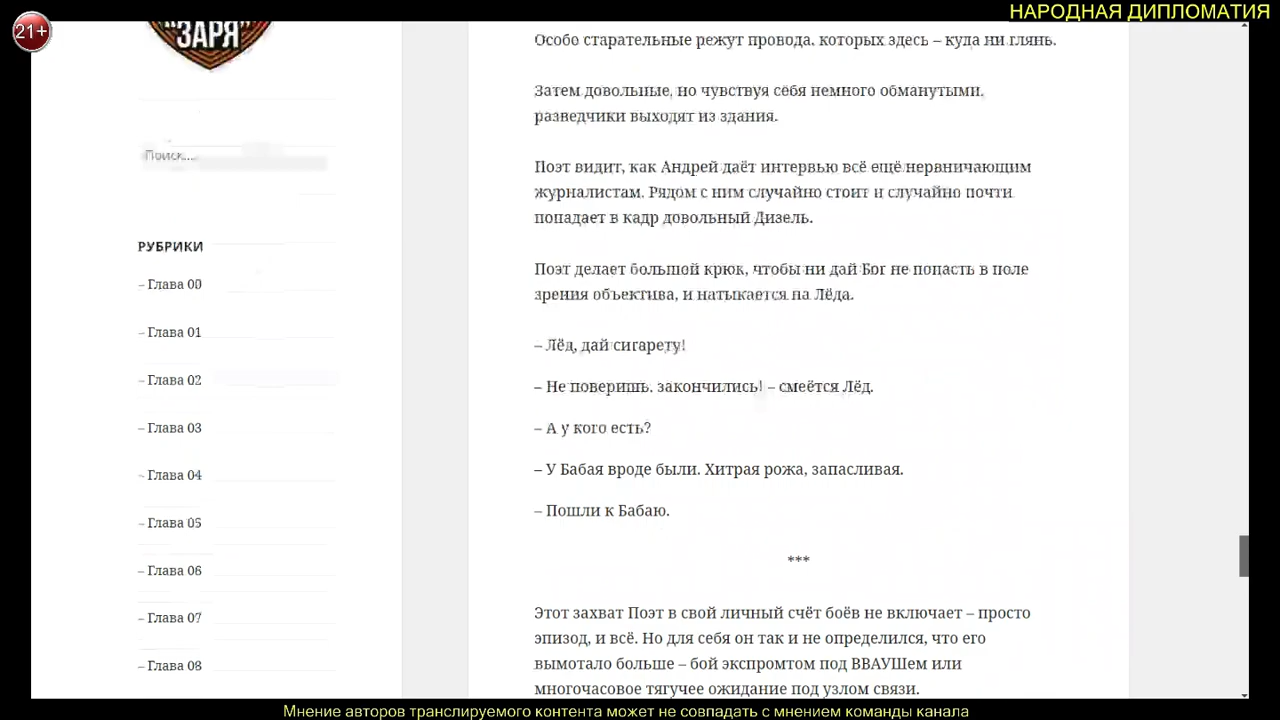 21+
НАРОДНАЯ ДИПЛОМАТИЯ
"ЗАРЯ"
Поиск...
РУБРИКИ
– Глава 00
– Глава 01
– Глава 02
– Глава 03
– Глава 04
– Глава 05
– Глава 06
– Глава 07
– Глава 08
Особо старательные режут провода, которых здесь – куда ни глянь.
Затем довольные, но чувствуя себя немного обманутыми,
разведчики выходят из здания.
Поэт видит, как Андрей даёт интервью всё ещё нервничающим
журналистам. Рядом с ним случайно стоит и случайно почти
попадает в кадр довольный Дизель.
Поэт делает большой крюк, чтобы ни дай Бог не попасть в поле
зрения объектива, и натыкается на Лёда.
– Лёд, дай сигарету!
– Не поверишь, закончились! – смеётся Лёд.
– А у кого есть?
– У Бабая вроде были. Хитрая рожа, запасливая.
– Пошли к Бабаю.
***
Этот захват Поэт в свой личный счёт боёв не включает – просто
эпизод, и всё. Но для себя он так и не определился, что его
вымотало больше – бой экспромтом под ВВАУШем или
многочасовое тягучее ожидание под узлом связи.
Мнение авторов транслируемого контента может не совпадать с мнением команды канала